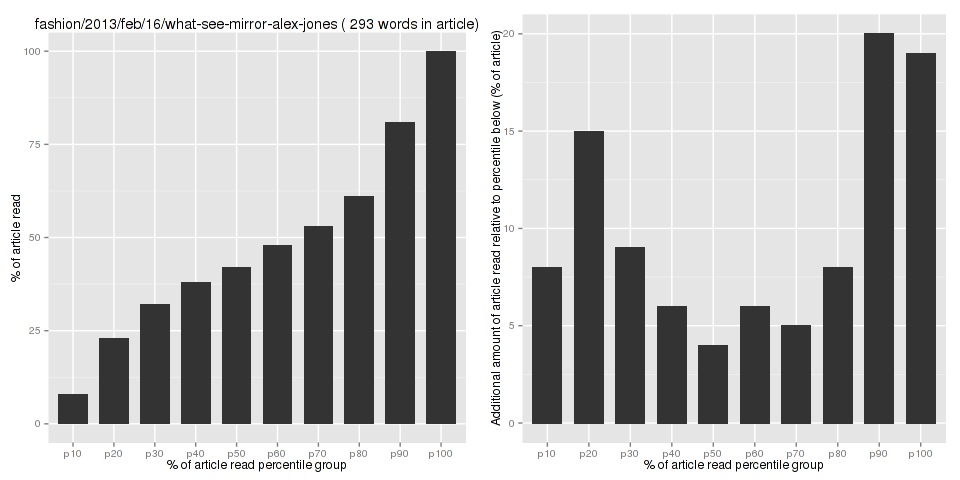 fashion/2013/feb/16/what-see-mirror-alex-jones ( 293 words in article)
% of article read
100
75
50
25
0
p10 p20 p30 p40 p50 p60 p70 p80 p90 p100
% of article read percentile group
Additional amount of article read relative to percentile below (% of article)
20
15
10
5
0
p10 p20 p30 p40 p50 p60 p70 p80 p90 p100
% of article read percentile group